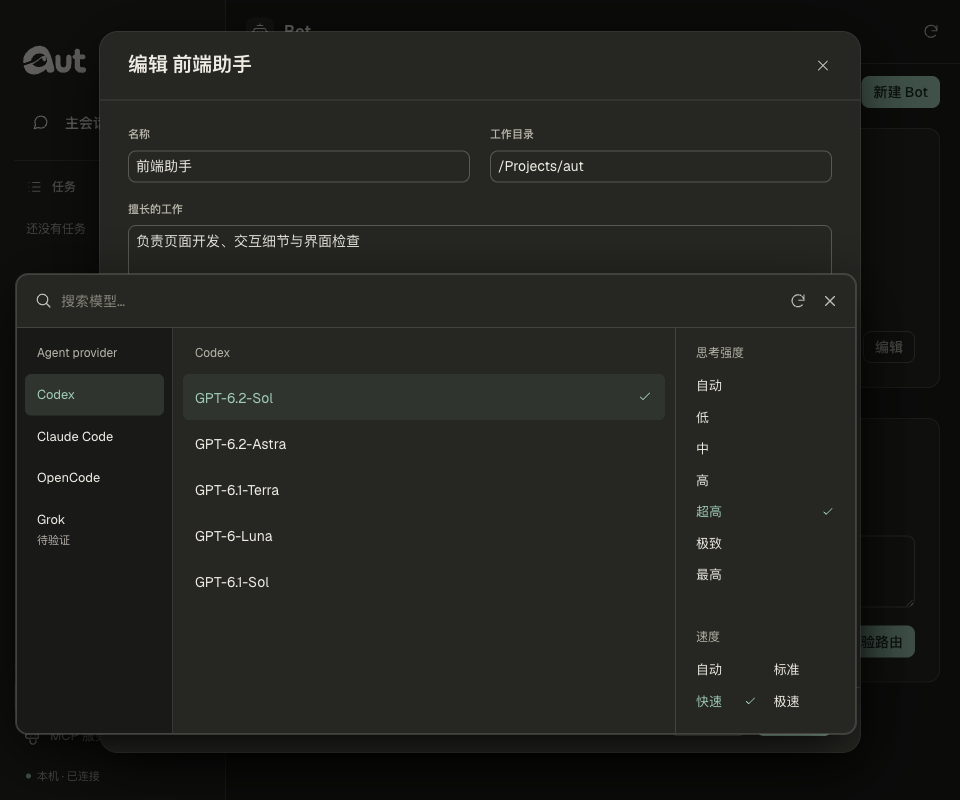 aut
Bot
新建 Bot
主会
任务
还没有任务
编辑 前端助手
名称
前端助手
工作目录
/Projects/aut
擅长的工作
负责页面开发、交互细节与界面检查
搜索模型...
Agent provider
Codex
Claude Code
OpenCode
Grok
待验证
Codex
GPT-6.2-Sol
GPT-6.2-Astra
GPT-6.1-Terra
GPT-6-Luna
GPT-6.1-Sol
思考强度
自动
低
中
高
超高
极致
最高
速度
自动
标准
快速
极速
编辑
验路由
MCP 服
本机 · 已连接